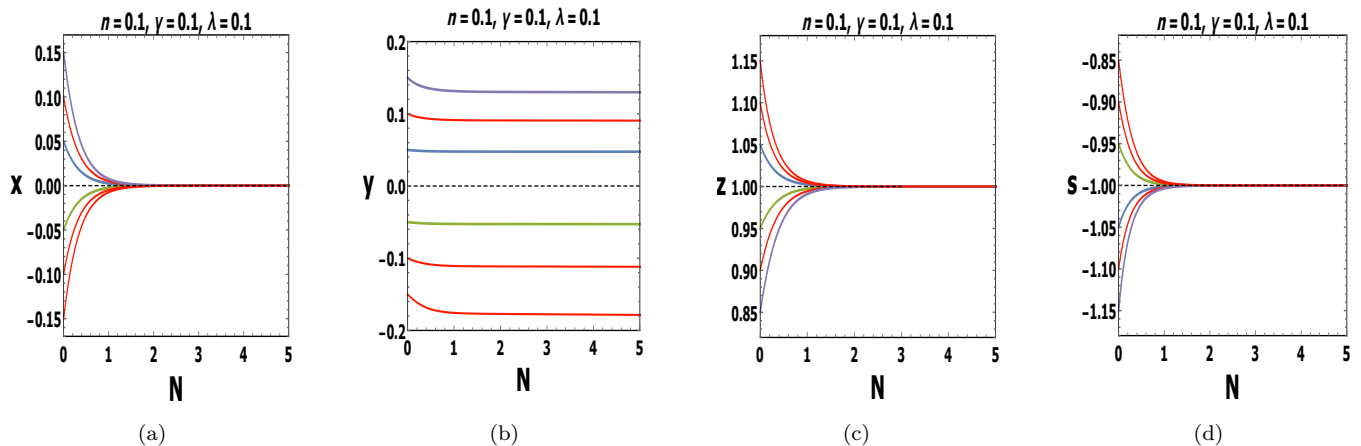 n = 0.1, γ = 0.1, λ = 0.1
0.15
0.10
0.05
0.00
−0.05
−0.10
−0.15
x
0 1 2 3 4 5
N
(a)
n = 0.1, γ = 0.1, λ = 0.1
0.2
0.1
0.0
−0.1
−0.2
y
0 1 2 3 4 5
N
(b)
n = 0.1, γ = 0.1, λ = 0.1
1.15
1.10
1.05
1.00
0.95
0.90
0.85
z
0 1 2 3 4 5
N
(c)
n = 0.1, γ = 0.1, λ = 0.1
−0.85
−0.90
−0.95
−1.00
−1.05
−1.10
−1.15
s
0 1 2 3 4 5
N
(d)